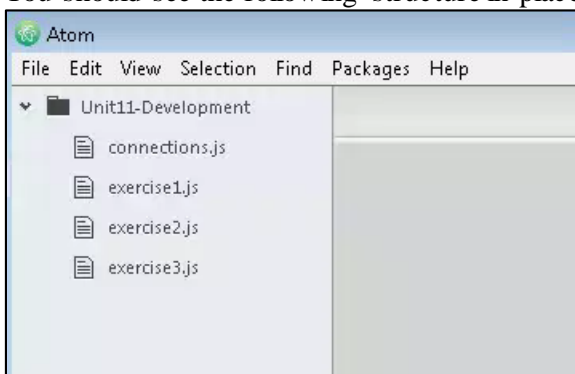 You should see the following structure in place
Atom
File Edit View Selection Find Packages Help
Unit11-Development
connections.js
exercise1.js
exercise2.js
exercise3.js